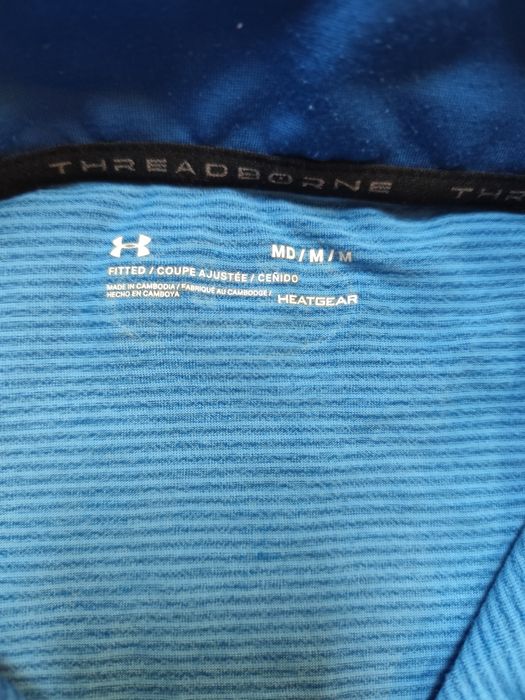 THREADBORNE THR
MD / M / M
FITTED / COUPE AJUSTÉE / CEÑIDO
MADE IN CAMBODIA / FABRIQUÉ AU CAMBODGE /
HECHO EN CAMBOYA
HEATGEAR